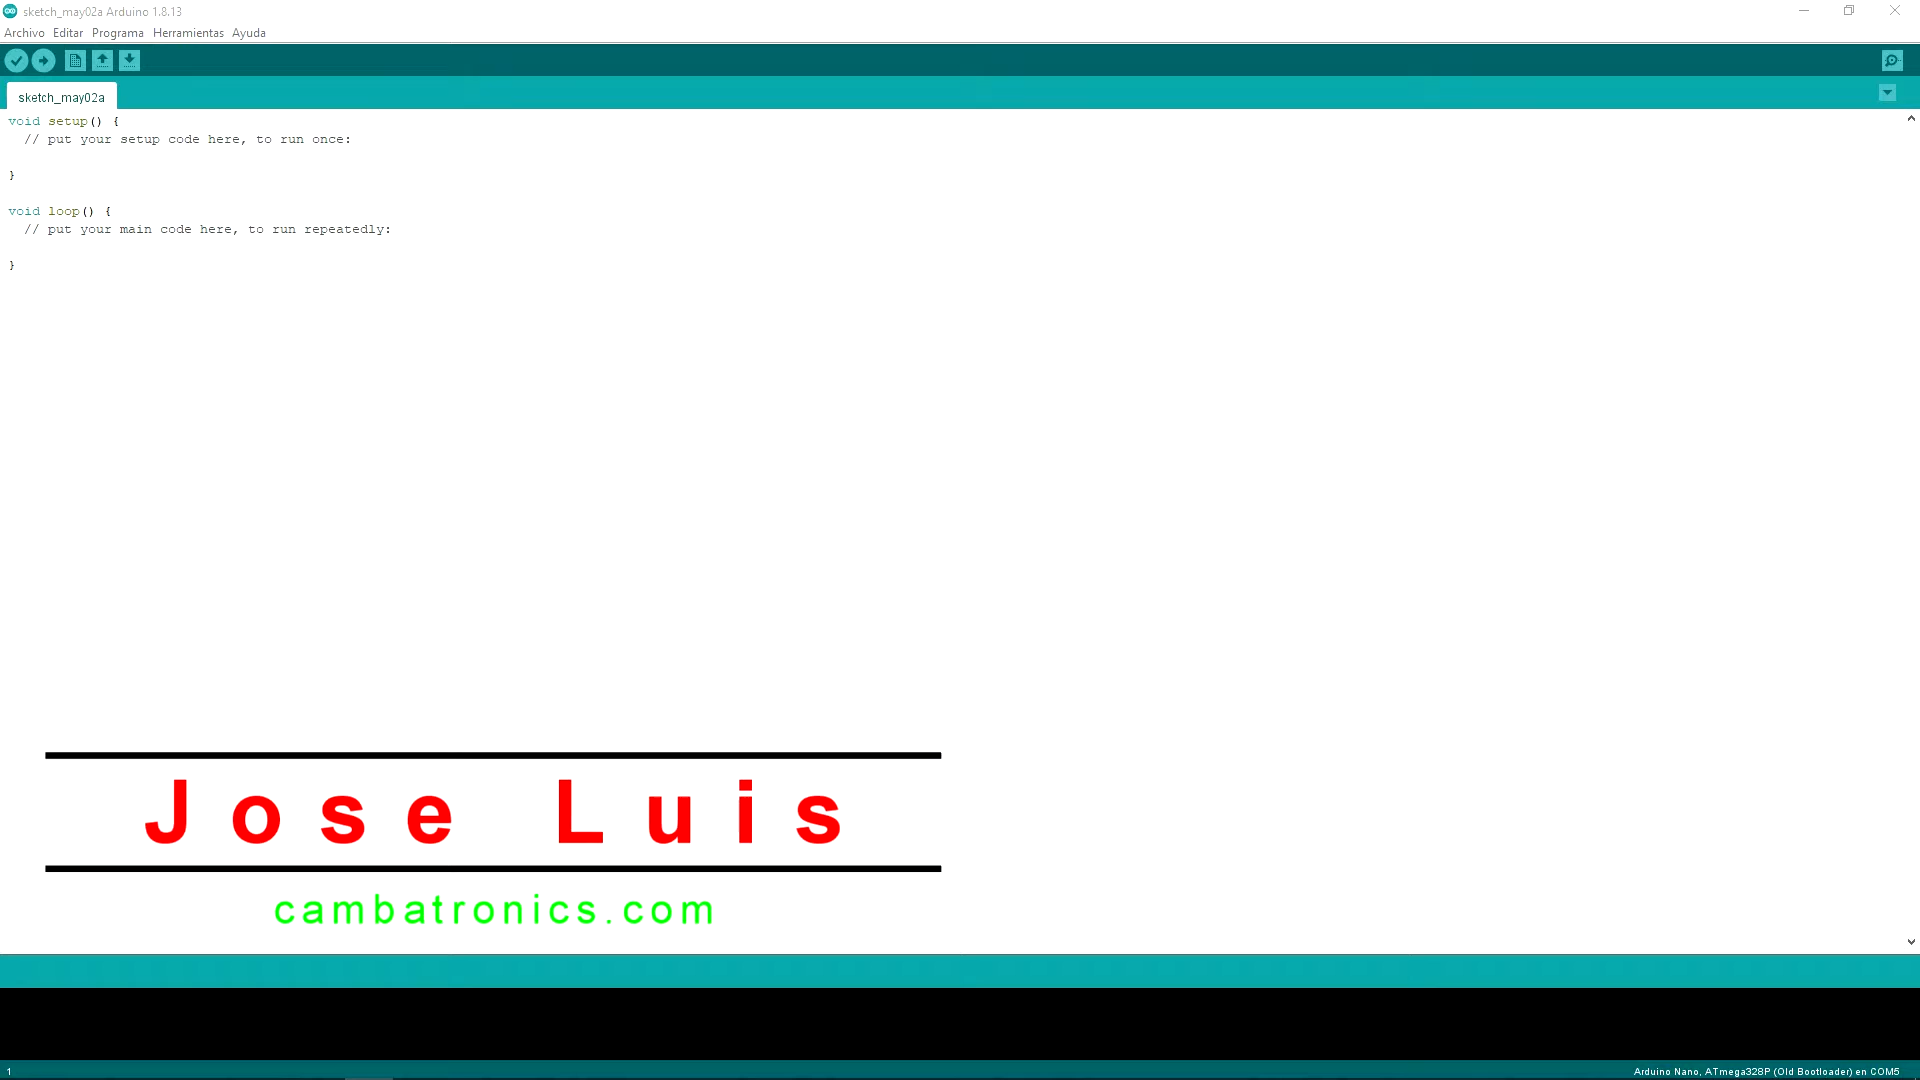 sketch_may02a Arduino 1.8.13
Archivo Editar Programa Herramientas Ayuda
sketch_may02a
void setup() {
// put your setup code here, to run once:
}
void loop() {
// put your main code here, to run repeatedly:
}
Jose Luis
cambatronics.com
1
Arduino Nano, ATmega328P (Old Bootloader) en COM5